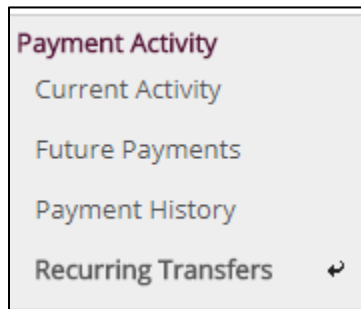 Payment Activity
Current Activity
Future Payments
Payment History
Recurring Transfers